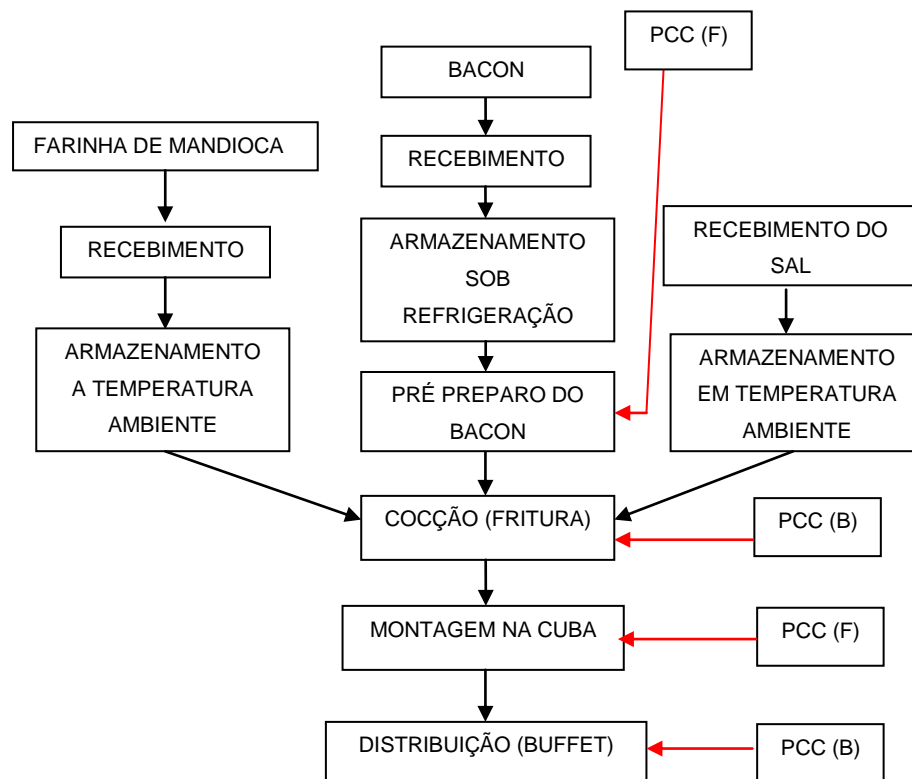 PCC (F)
BACON
FARINHA DE MANDIOCA
RECEBIMENTO
RECEBIMENTO
ARMAZENAMENTO
SOB
REFRIGERAÇÃO
RECEBIMENTO DO
SAL
ARMAZENAMENTO
A TEMPERATURA
AMBIENTE
PRÉ PREPARO DO
BACON
ARMAZENAMENTO
EM TEMPERATURA
AMBIENTE
COCÇÃO (FRITURA)
PCC (B)
MONTAGEM NA CUBA
PCC (F)
DISTRIBUIÇÃO (BUFFET)
PCC (B)